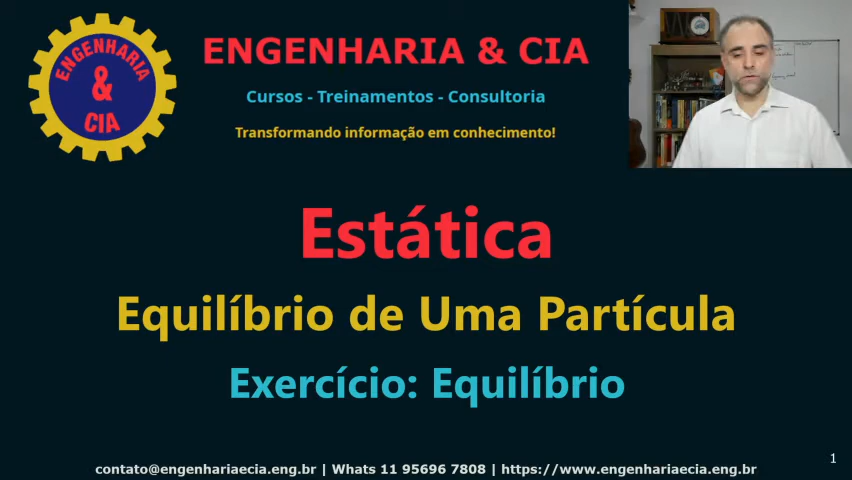 ENGENHARIA
&
CIA
ENGENHARIA & CIA
Cursos - Treinamentos - Consultoria
Transformando informação em conhecimento!
Estática
Equilíbrio de Uma Partícula
Exercício: Equilíbrio
1
contato@engenhariaecia.eng.br | Whats 11 95696 7808 | https://www.engenhariaecia.eng.br